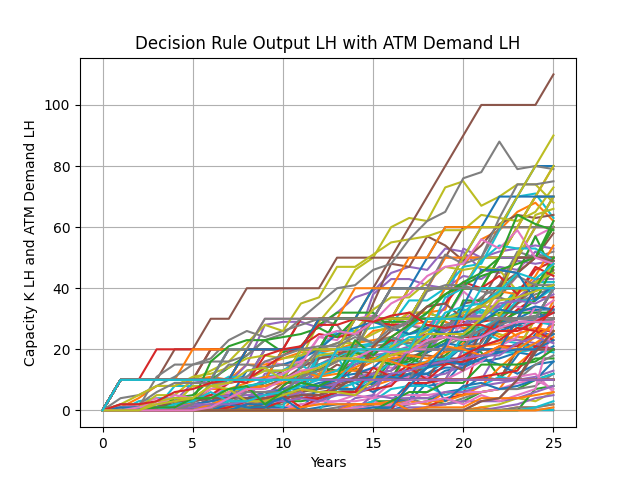 Decision Rule Output LH with ATM Demand LH
Capacity K LH and ATM Demand LH
100
80
60
40
20
0
0 5 10 15 20 25
Years